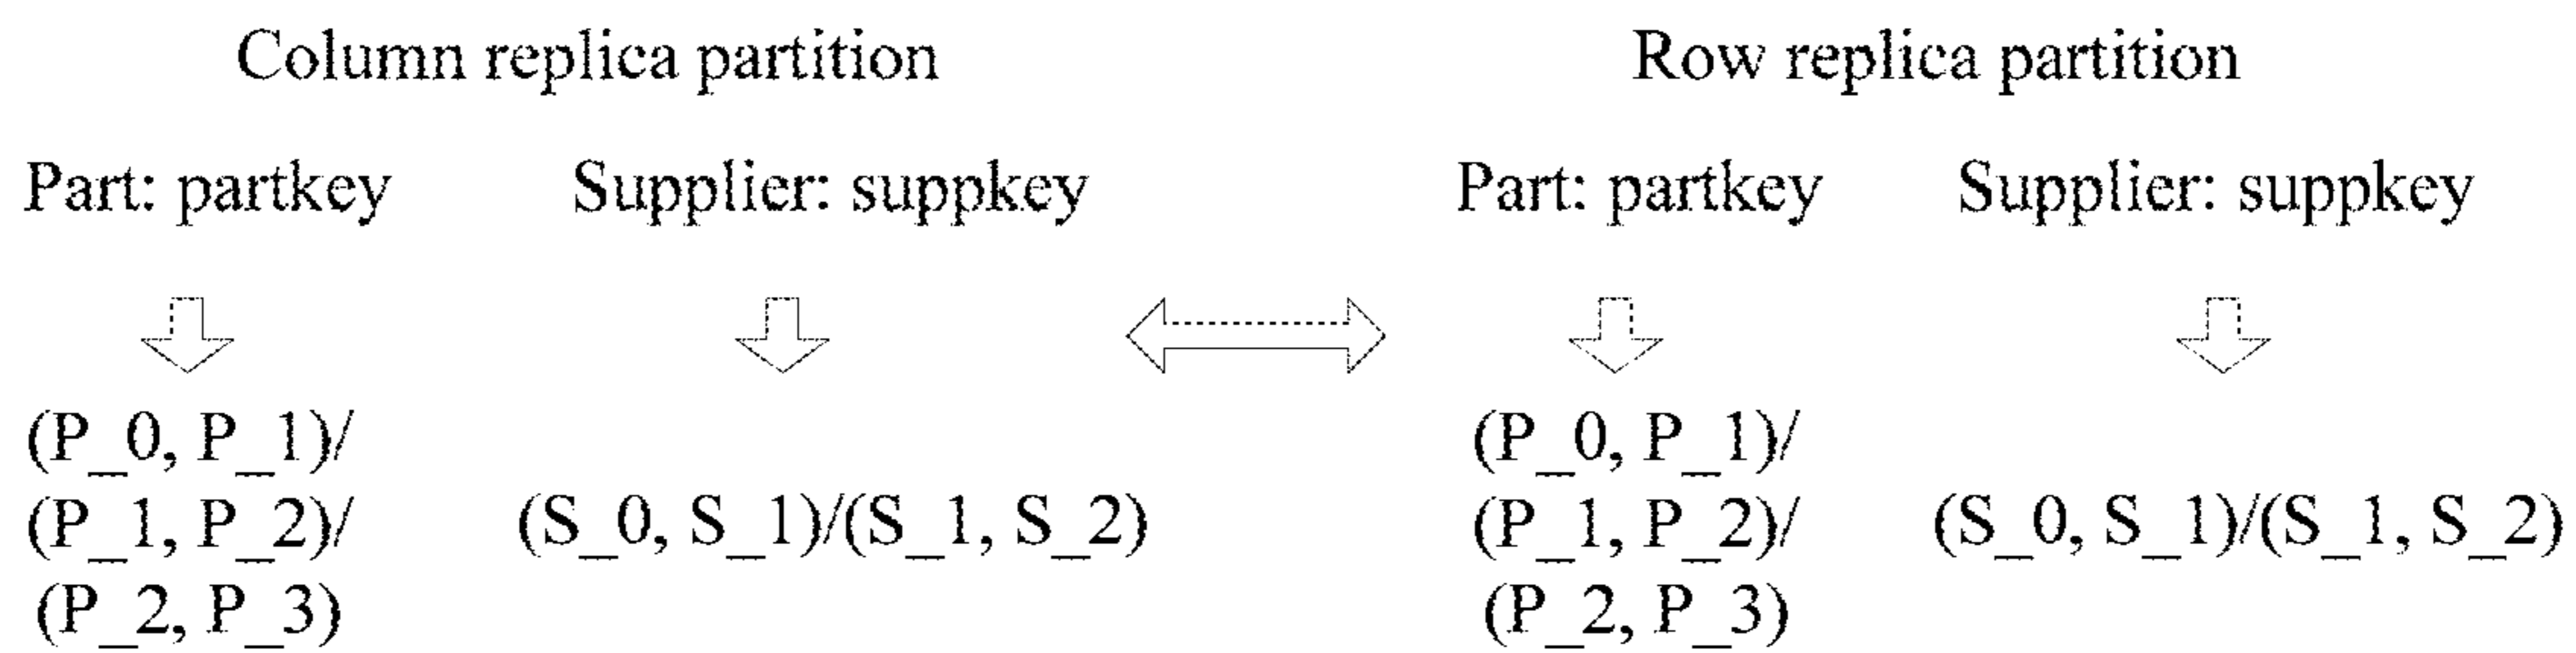 Column replica partition
Row replica partition
Part: partkey
Supplier: suppkey
Part: partkey
Supplier: suppkey
(P_0, P_1)/
(P_1, P_2)/
(P_2, P_3)
(S_0, S_1)/(S_1, S_2)
(P_0, P_1)/
(P_1, P_2)/
(P_2, P_3)
(S_0, S_1)/(S_1, S_2)